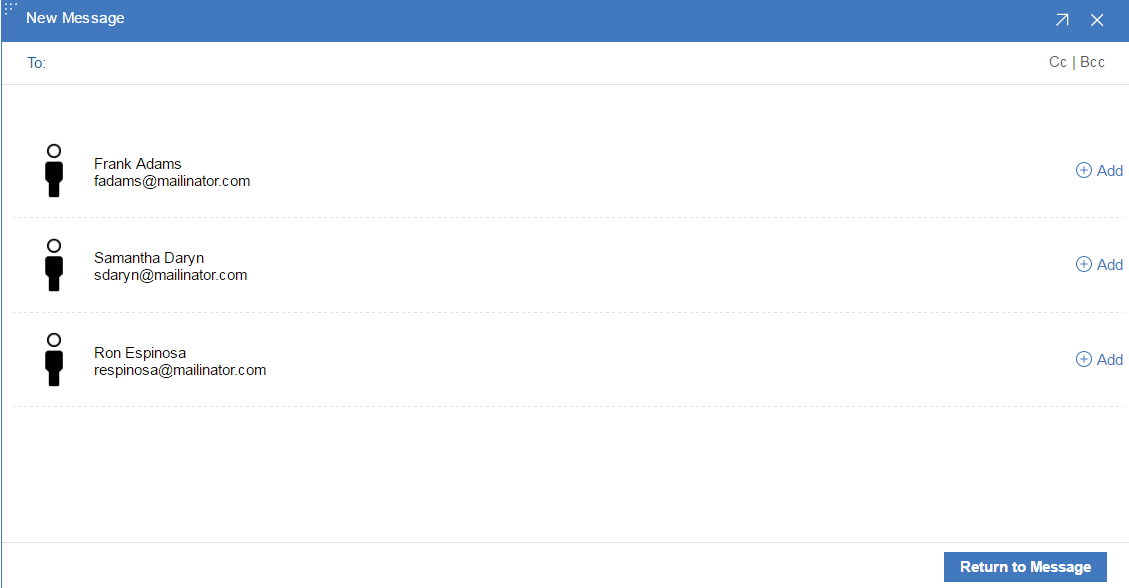 New Message
To:
Cc | Bcc
Frank Adams
fadams@mailinator.com
Add
Samantha Daryn
sdaryn@mailinator.com
Add
Ron Espinosa
respinosa@mailinator.com
Add
Return to Message